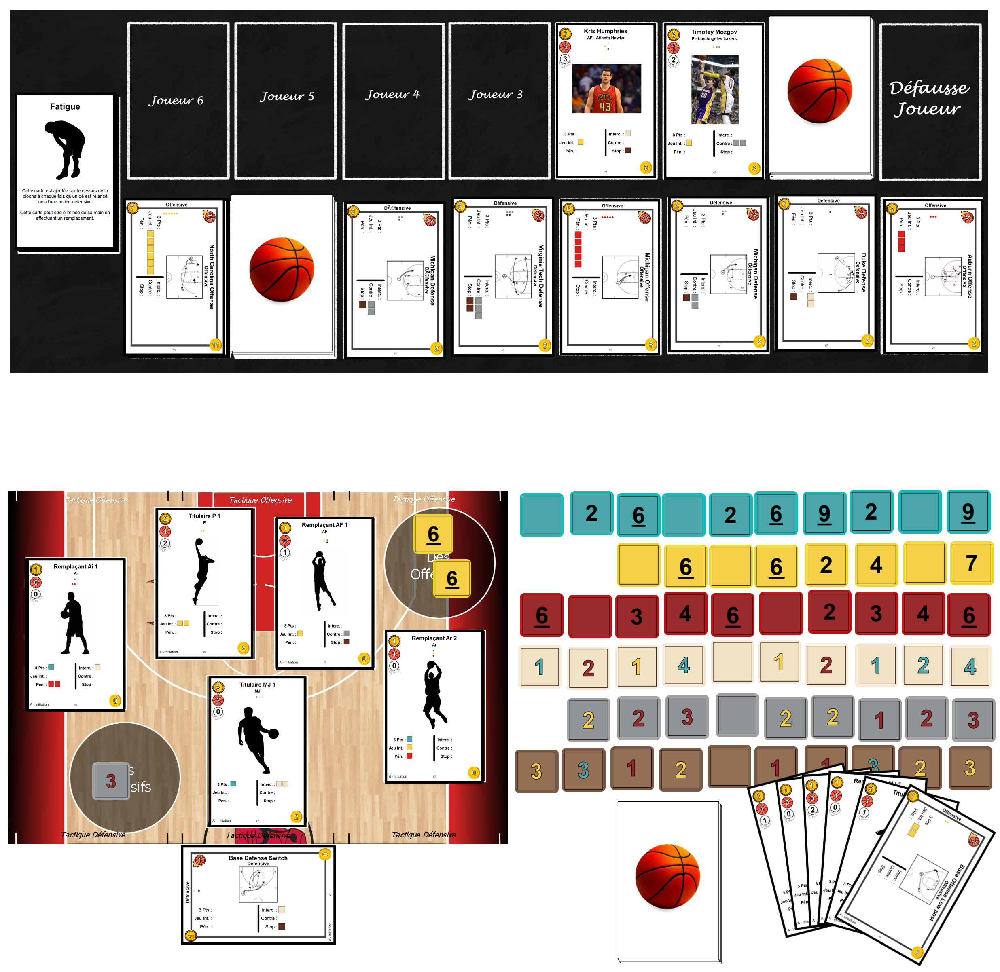 Fatigue
Cette carte est ajoutée sur le dessus de la
pioche à chaque fois qu'un dé est relancé
lors d'une action défensive.
Cette carte peut être éliminée de sa main en
effectuant un remplacement.
Joueur 6
Joueur 5
Joueur 4
Joueur 3
3
0
3
Kris Humphries
AF - Atlanta Hawks
ATL
43
3 Pts :
Jeu Int. :
Pén. :
Interc. :
Contre :
Stop :
V2
3
3
1
2
Timofey Mozgov
P - Los Angeles Lakers
20
13
3 Pts :
Jeu Int. :
Pén. :
Interc. :
Contre :
Stop :
V2
3
Défausse
Joueur
7
Offensive
11
North Carolina Offense
Offensive
3 Pts :
Jeu Int. :
Pén. :
Interc. :
Contre :
Stop :
V2
11
3
DÃ©fensive
3
Michigan Defense
DÃ©fensive
3 Pts :
Jeu Int. :
Pén. :
Interc. :
Contre :
Stop :
V2
2
6
Défensive
7
Virginia Tech Defense
Défensive
3 Pts :
Jeu Int. :
Pén. :
Interc. :
Contre :
Stop :
V2
8
6
Offensive
9
Michigan Offense
Offensive
3 Pts :
Jeu Int. :
Pén. :
Interc. :
Contre :
Stop :
V2
8
3
Défensive
3
Michigan Defense
Défensive
3 Pts :
Jeu Int. :
Pén. :
Interc. :
Contre :
Stop :
V2
2
3
Défensive
3
Duke Defense
Défensive
3 Pts :
Jeu Int. :
Pén. :
Interc. :
Contre :
Stop :
V2
2
3
Offensive
5
Auburn Offense
Offensive
3 Pts :
Jeu Int. :
Pén. :
Interc. :
Contre :
Stop :
V2
2
Tactique Offensive
Tactique Offensive
Tactique Offensive
1
0
0
Remplaçant Ai 1
Ai
3 Pts :
Jeu Int. :
Pén. :
Interc. :
Contre :
Stop :
A - Initiation
V2
0
2
1
2
Titulaire P 1
P
3 Pts :
Jeu Int. :
Pén. :
Interc. :
Contre :
Stop :
A - Initiation
V2
2
1
0
1
Remplaçant AF 1
AF
3 Pts :
Jeu Int. :
Pén. :
Interc. :
Contre :
Stop :
A - Initiation
V2
0
6
6
1
1
0
Remplaçant Ar 2
Ar
3 Pts :
Jeu Int. :
Pén. :
Interc. :
Contre :
Stop :
B - Initiation
V2
0
2
2
0
Titulaire MJ 1
MJ
3 Pts :
Jeu Int. :
Pén. :
Interc. :
Contre :
Stop :
A - Initiation
V2
2
3
Tactique Défensive
Tactique Défensive
Tactique Défensive
1
Base Defense Switch
Défensive
0
Défensive
3 Pts :
Jeu Int. :
Pén. :
Interc. :
Contre :
Stop :
A - Initiation
V2
1
2 6 2 6 9 2 9
6 6 2 4 7
6 3 4 6 2 3 4 6
1 2 1 4 1 2 1 2 4
2 2 3 2 2 1 2 3
3 3 1 2 1 1 3 2 3
1
1
1
1
0
0
1
0
2
1
1
0
2
1
1
1
Offensive
3
Base Offense Low post
Offensive
3 Pts :
Jeu Int. :
Pén. :
Interc. :
Contre :
Stop :
A - Initiation
V2
0